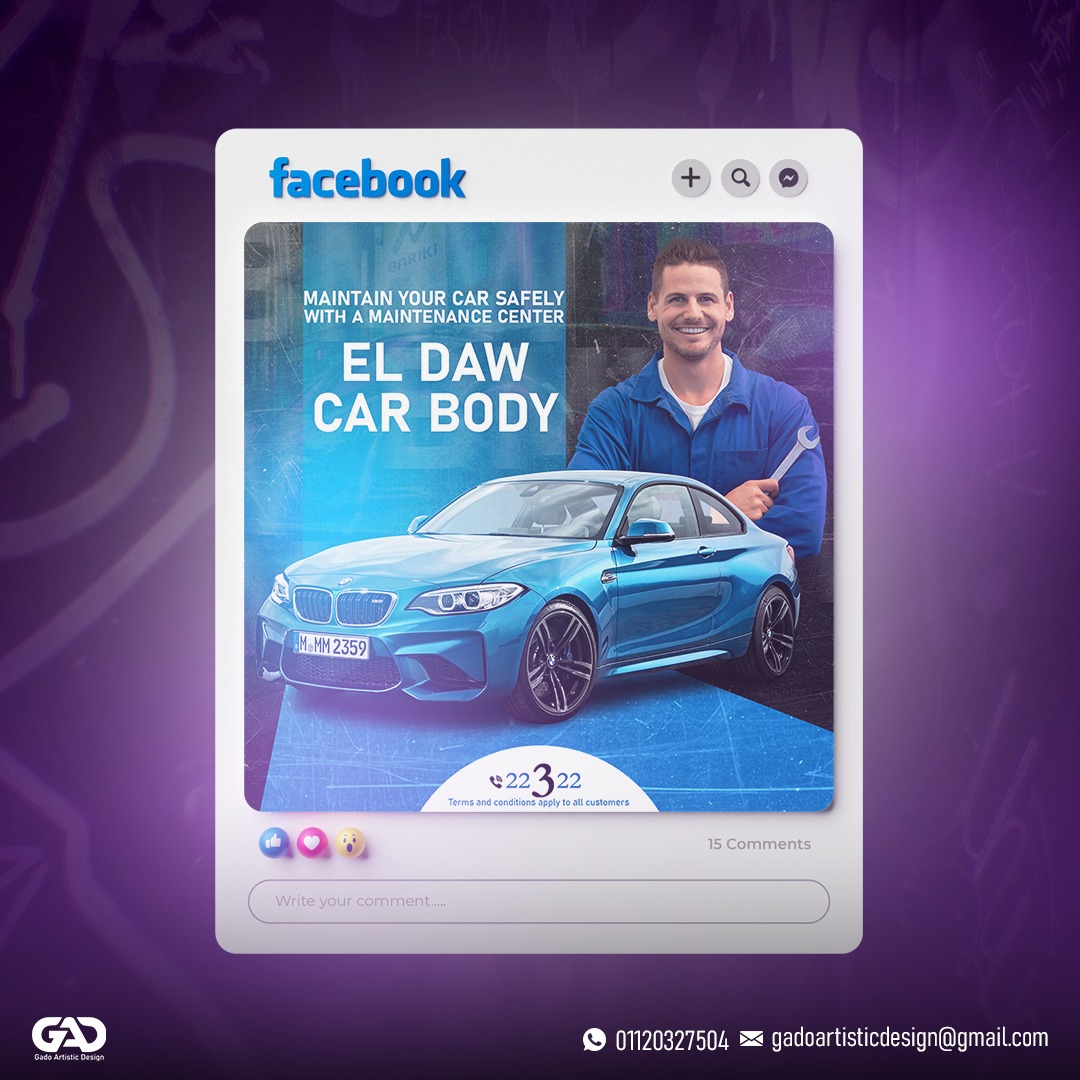 facebook
BARIKI
MAINTAIN YOUR CAR SAFELY
WITH A MAINTENANCE CENTER
EL DAW
CAR BODY
M MM 2359
22322
Terms and conditions apply to all customers
15 Comments
Write your comment.....
GAD
Gado Artistic Design
01120327504
gadoartisticdesign@gmail.com